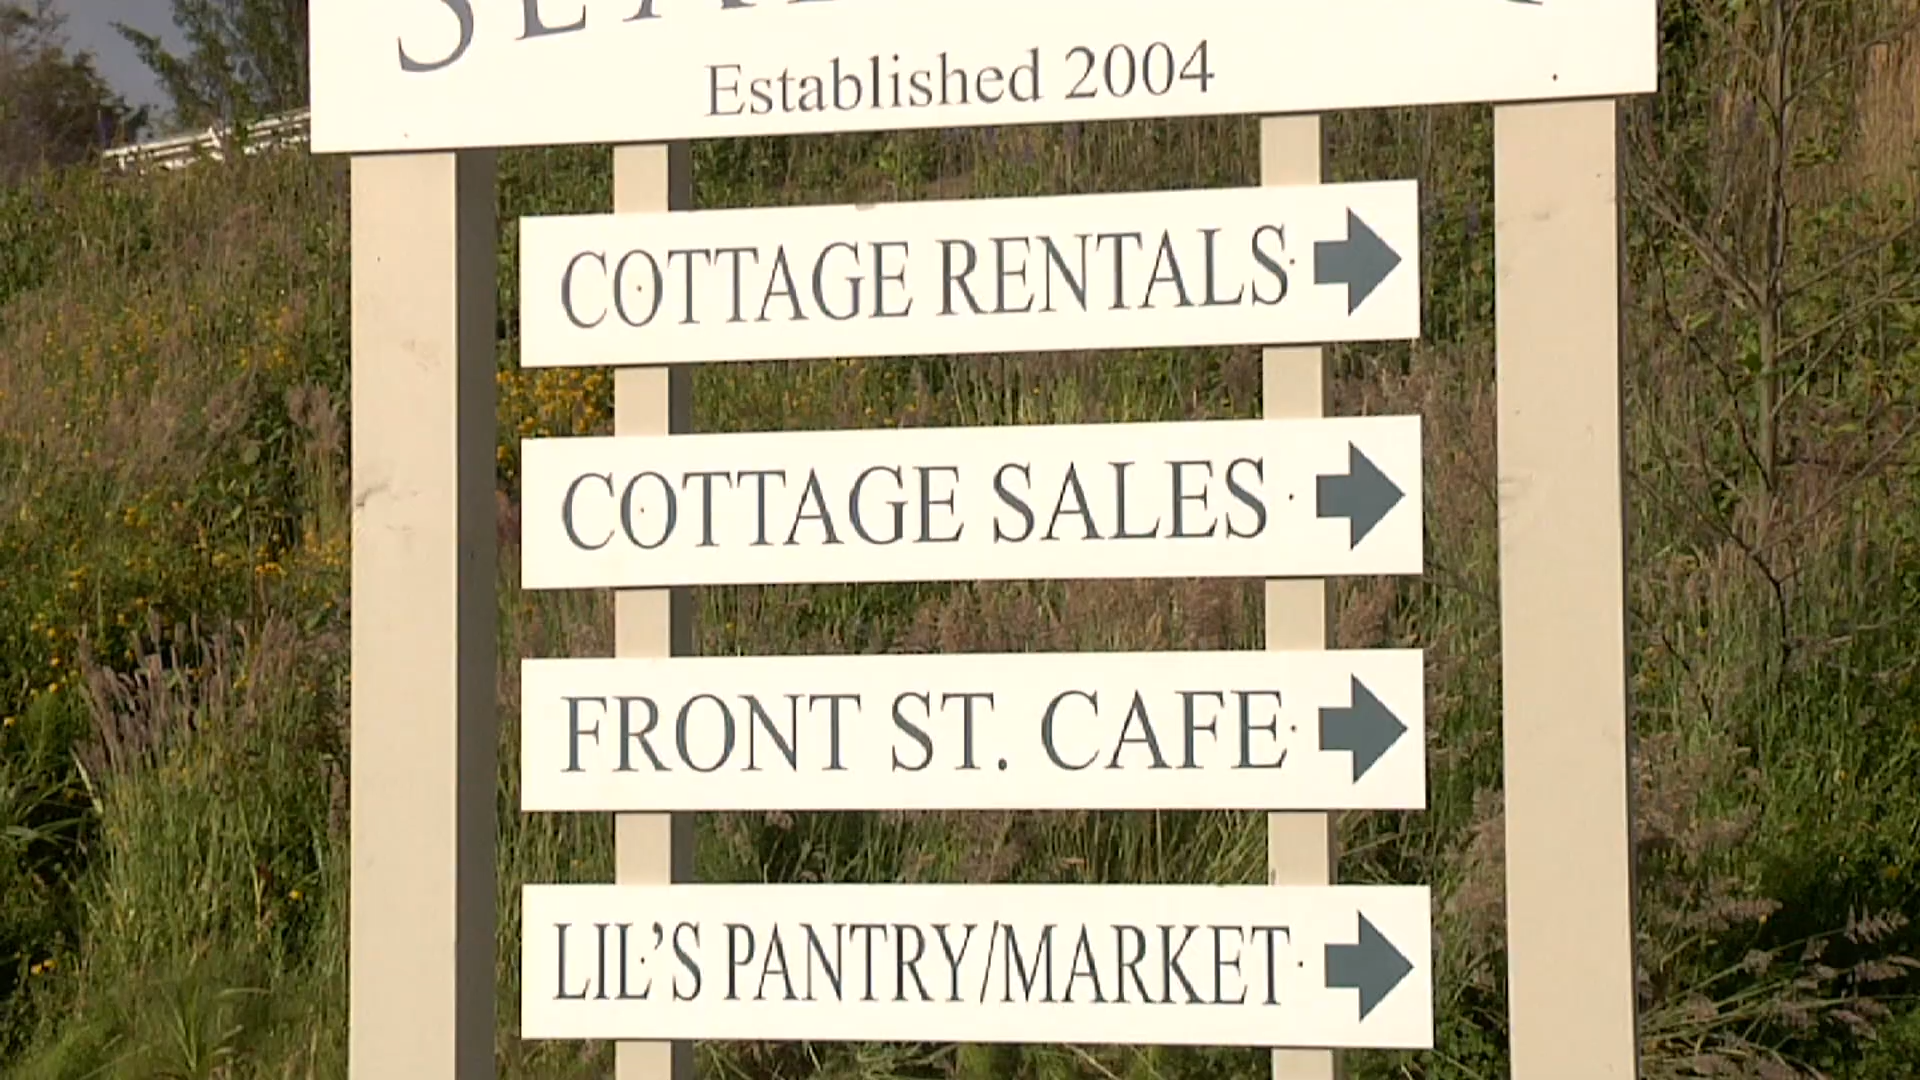 Established 2004
COTTAGE RENTALS
COTTAGE SALES
FRONT ST. CAFE
LIL'S PANTRY/MARKET